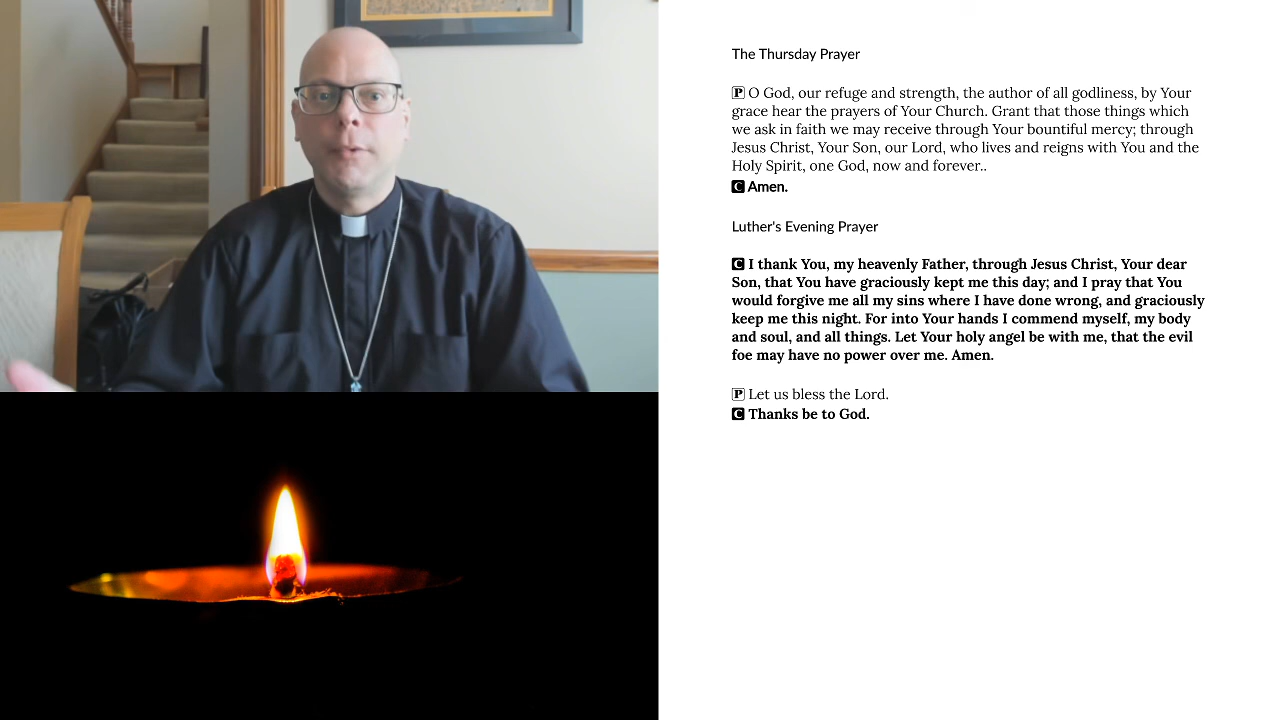 The Thursday Prayer
P O God, our refuge and strength, the author of all godliness, by Your
grace hear the prayers of Your Church. Grant that those things which
we ask in faith we may receive through Your bountiful mercy; through
Jesus Christ, Your Son, our Lord, who lives and reigns with You and the
Holy Spirit, one God, now and forever..
C Amen.
Luther's Evening Prayer
C I thank You, my heavenly Father, through Jesus Christ, Your dear
Son, that You have graciously kept me this day; and I pray that You
would forgive me all my sins where I have done wrong, and graciously
keep me this night. For into Your hands I commend myself, my body
and soul, and all things. Let Your holy angel be with me, that the evil
foe may have no power over me. Amen.
P Let us bless the Lord.
C Thanks be to God.